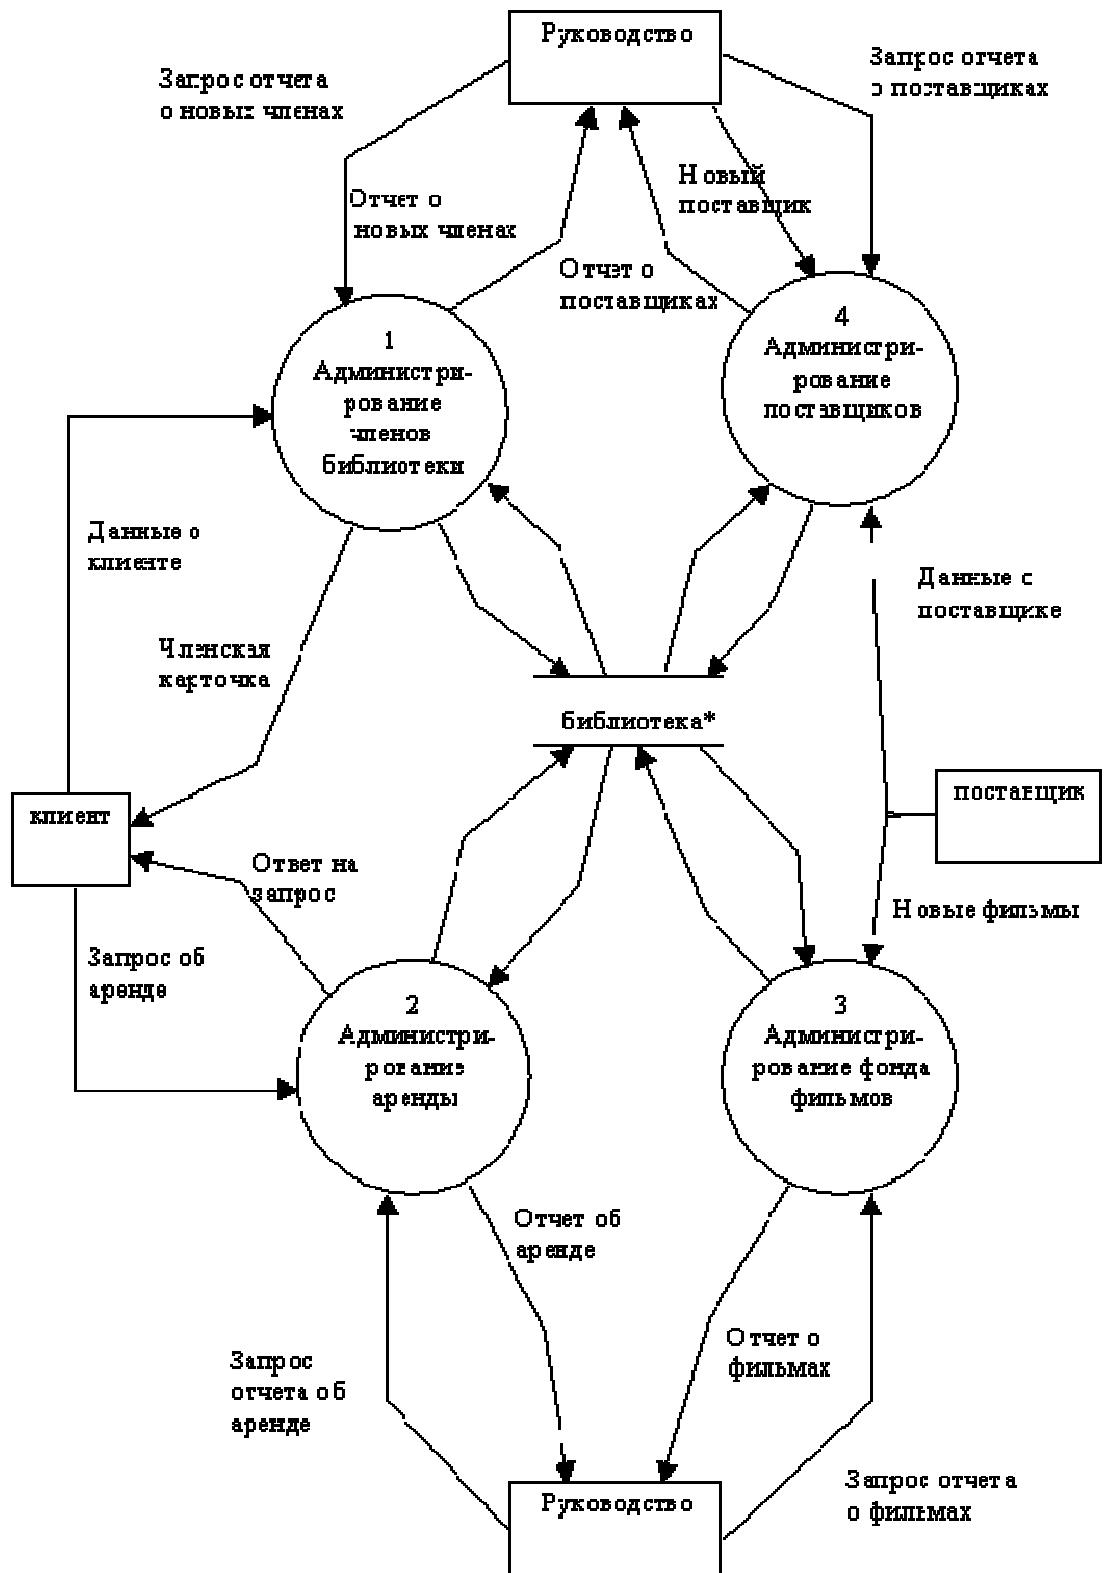 Руководство
Запрос отчета
о новых членах
Запрос отчета
о поставщиках
Отчет о
новых членах
Новый
поставщик
Отчет о
поставщиках
1
Администри-
рование
членов
библиотеки
4
Администри-
рование
поставщиков
Данные о
клиенте
Данные о
поставщике
Членская
карточка
библиотека*
клиент
поставщик
Ответ на
запрос
Новые фильмы
Запрос об
аренде
2
Администри-
рование
аренды
3
Администри-
рование фонда
фильмов
Отчет об
аренде
Отчет о
фильмах
Запрос
отчета об
аренде
Запрос отчета
о фильмах
Руководство